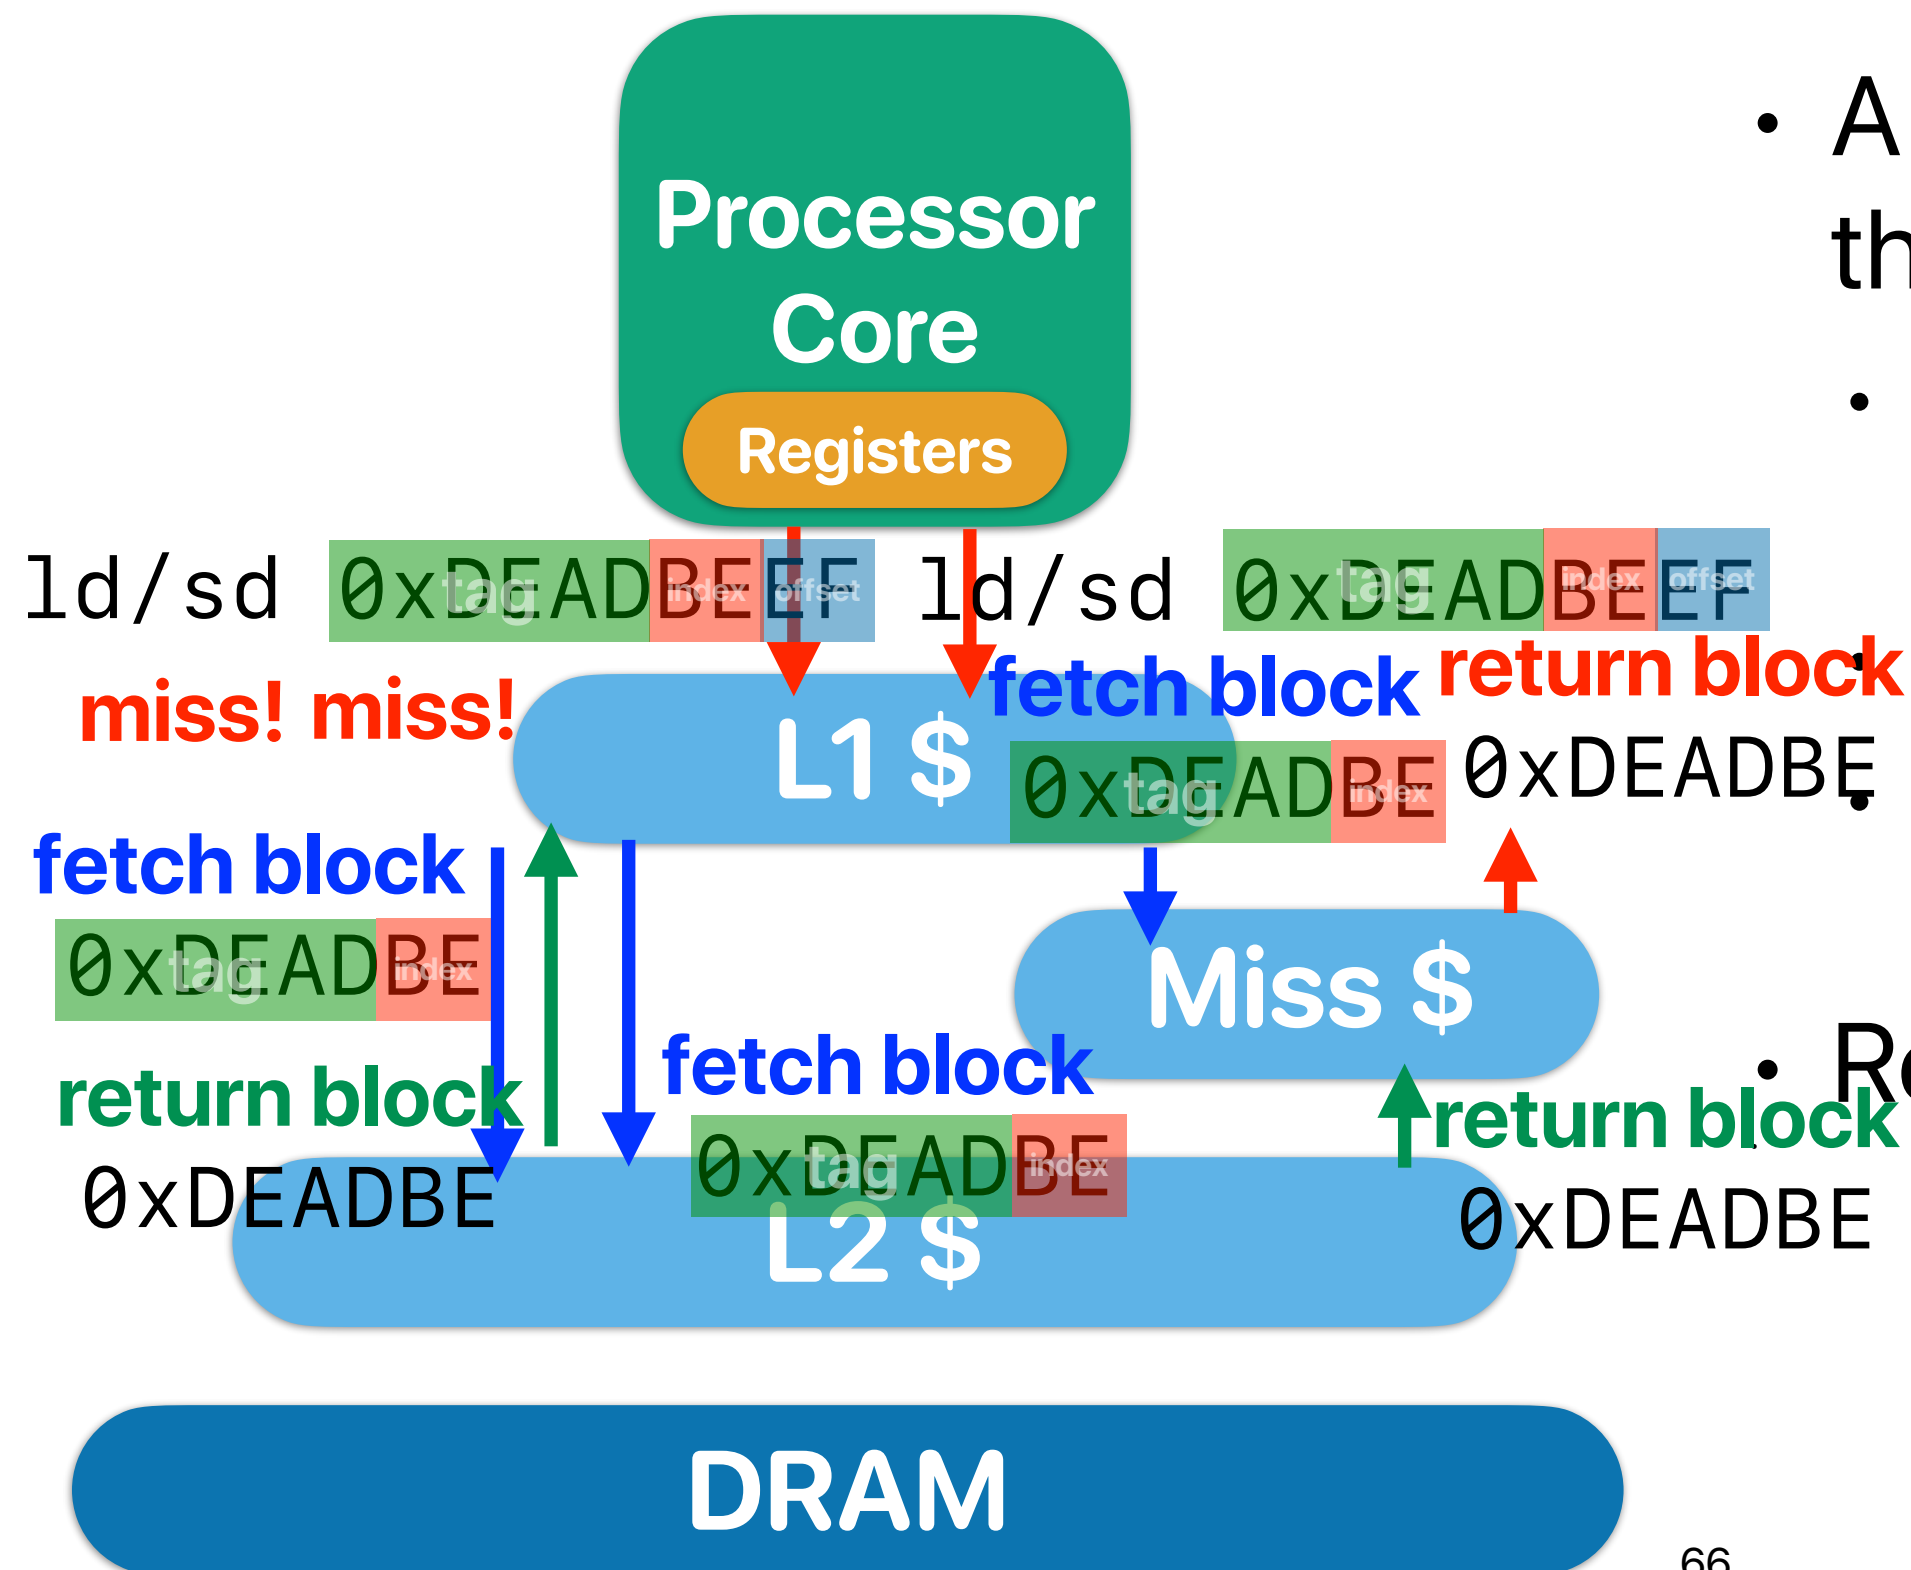 Processor
Core
Registers
• A
th
•
ld/sd 0xDEADBEEF
tag index offset
ld/sd 0xDEADBEEF
tag index offset
miss! miss!
L1 $
fetch block
0xDEADBE
tag index
return block
0xDEADBE
•
•
fetch block
0xDEADBE
tag index
Miss $
return block
0xDEADBE
fetch block
0xDEADBE
tag index
• Re
return block
0xDEADBE
L2 $
DRAM
66